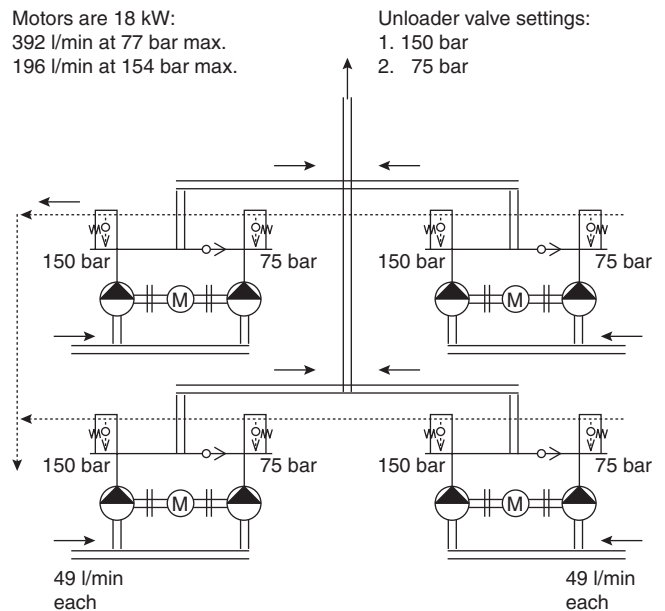 Motors are 18 kW:
392 l/min at 77 bar max.
196 l/min at 154 bar max.
Unloader valve settings:
1. 150 bar
2. 75 bar
150 bar
75 bar
150 bar
75 bar
M
M
150 bar
75 bar
150 bar
75 bar
M
M
49 l/min
each
49 l/min
each